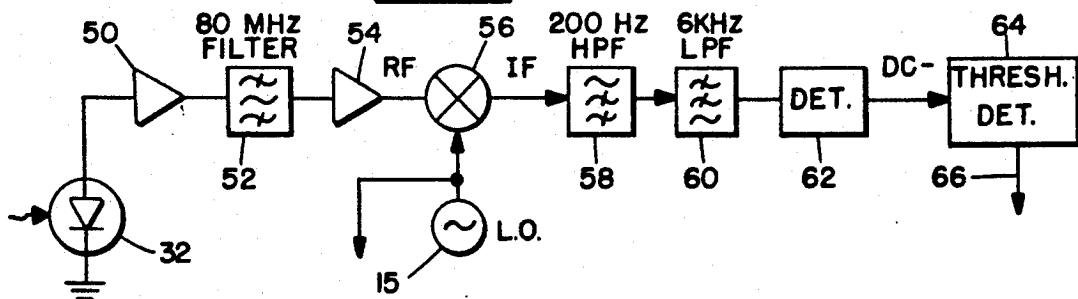 50
80 MHz
FILTER
54
RF
56
IF
200 HZ
HPF
6KHz
LPF
DC-
64
THRESH.
DET.
DET.
52
58
60
62
66
32
15
L.O.